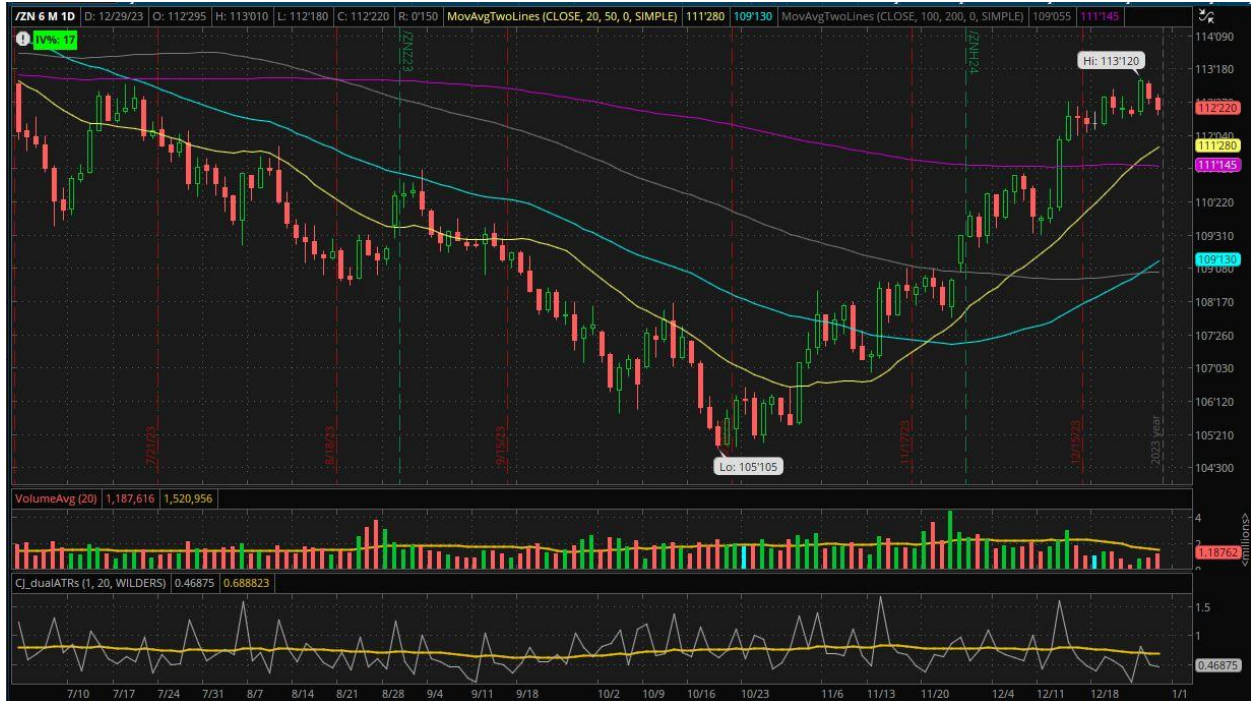 /ZN 6 M 1D D: 12/29/23 O: 112'295 H: 113'010 L: 112'180 C: 112'220 R: 0'150 MovAvgTwoLines (CLOSE, 20, 50, 0, SIMPLE) 111'280 109'130 MovAvgTwoLines (CLOSE, 100, 200, 0, SIMPLE) 109'055 111'145
IV%: 17
/ZNZ23
/ZNH24
Hi: 113'120
114'090
113'180
112'220
112'040
111'280
111'145
110'220
109'310
109'130
109'080
108'170
107'260
107'030
106'120
105'210
104'300
7/21/23
8/18/23
9/15/23
11/17/23
12/15/23
2023 year
Lo: 105'105
VolumeAvg (20) 1,187,616 1,520,956
4
2
1.18762
<millions>
CJ_dualATRs (1, 20, WILDERS) 0.46875 0.688823
1.5
1
0.46875
7/10 7/17 7/24 7/31 8/7 8/14 8/21 8/28 9/4 9/11 9/18 10/2 10/9 10/16 10/23 11/6 11/13 11/20 12/4 12/11 12/18 1/1